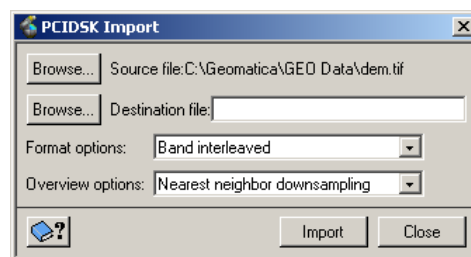 PCIDSK Import
Browse... Source file:C:\Geomatica\GEO Data\dem.tif
Browse... Destination file:
Format options: Band interleaved
Overview options: Nearest neighbor downsampling
? Import Close